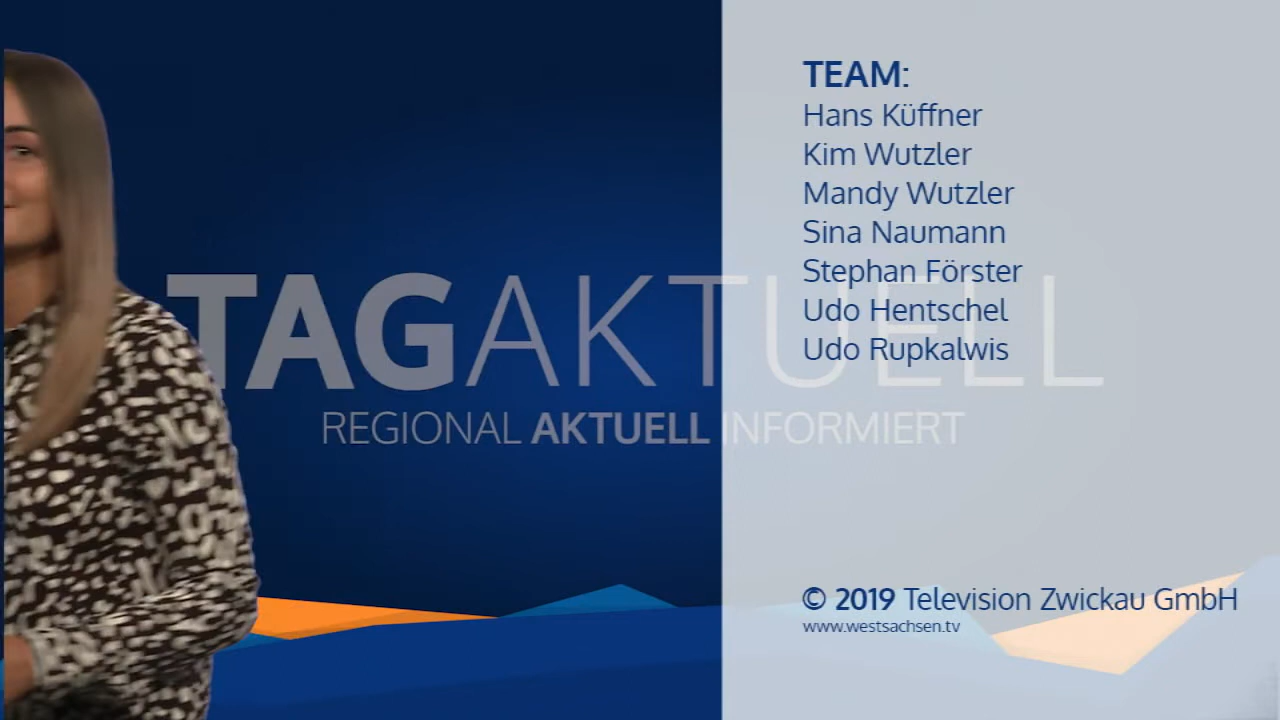 TEAM:
Hans Küffner
Kim Wutzler
Mandy Wutzler
Sina Naumann
Stephan Förster
Udo Hentschel
Udo Rupkalwis
TAGAKTUELL
REGIONAL AKTUELL INFORMIERT
© 2019 Television Zwickau GmbH
www.westsachsen.tv